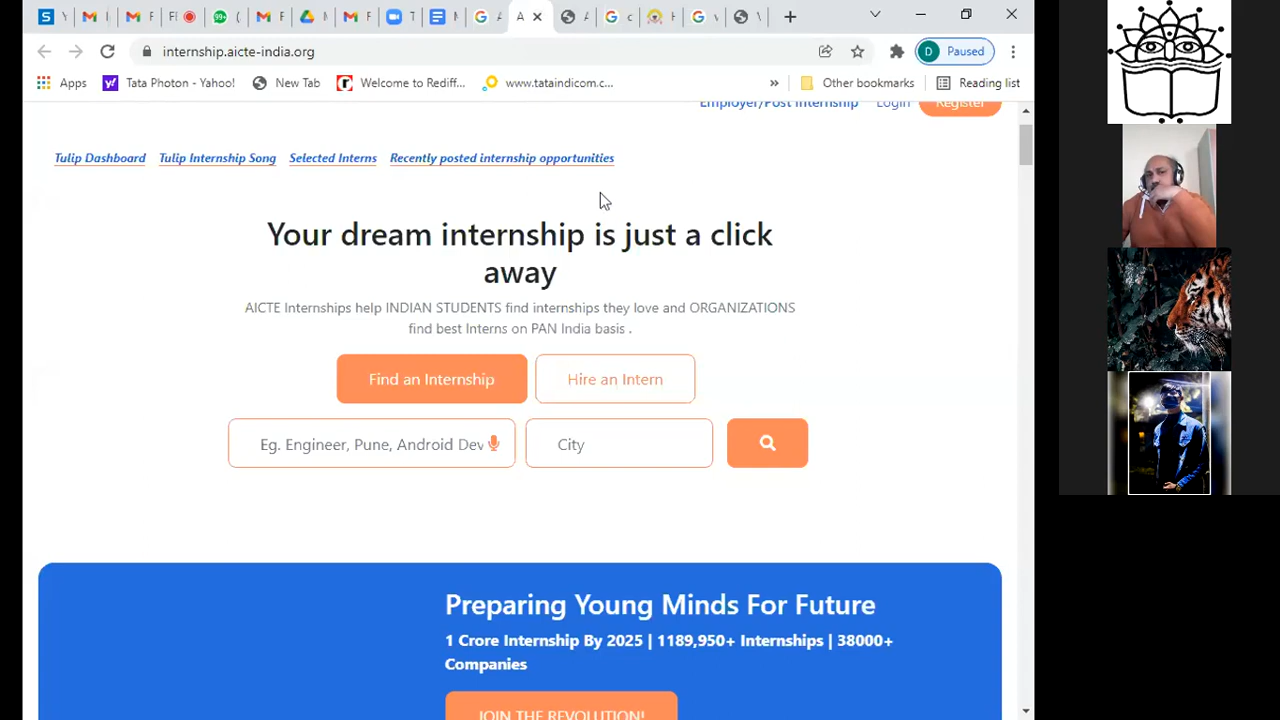 internship.aicte-india.org
D Paused
Apps Tata Photon - Yahoo! New Tab Welcome to Rediff... www.tataindicom.c... » Other bookmarks Reading list
Employer/Post Internship Login Register
Tulip Dashboard Tulip Internship Song Selected Interns Recently posted internship opportunities
Your dream internship is just a click
away
AICTE Internships help INDIAN STUDENTS find internships they love and ORGANIZATIONS
find best Interns on PAN India basis .
Find an Internship Hire an Intern
Eg. Engineer, Pune, Android Dev City
Preparing Young Minds For Future
1 Crore Internship By 2025 | 1189,950+ Internships | 38000+
Companies
JOIN THE REVOLUTION!